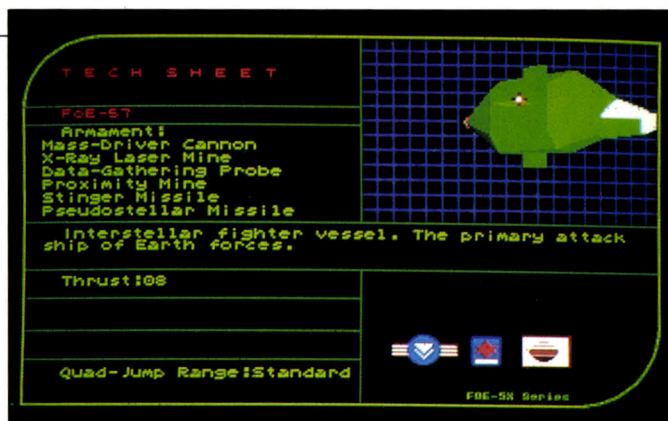 TECH SHEET
FoE-57
Armament:
Mass-Driver Cannon
X-Ray Laser Mine
Data-Gathering Probe
Proximity Mine
Stinger Missile
Pseudostellar Missile
Interstellar fighter vessel. The primary attack
ship of Earth forces.
Thrust:08
Quad-Jump Range:Standard
FOE-5X Series